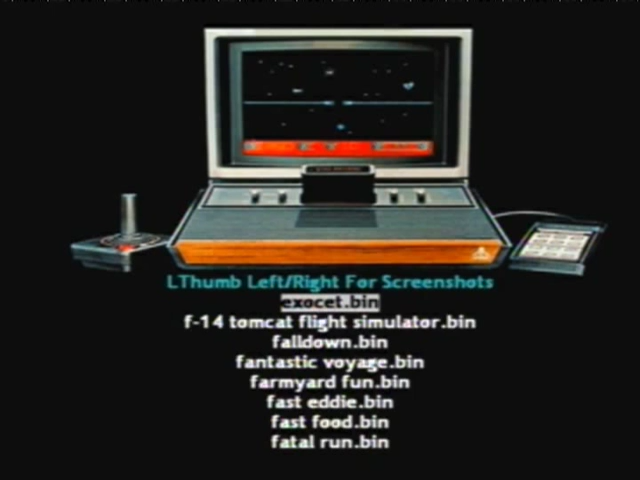 LThumb Left/Right For Screenshots
exocet.bin
f-14 tomcat flight simulator.bin
falldown.bin
fantastic voyage.bin
farmyard fun.bin
fast eddie.bin
fast food.bin
fatal run.bin